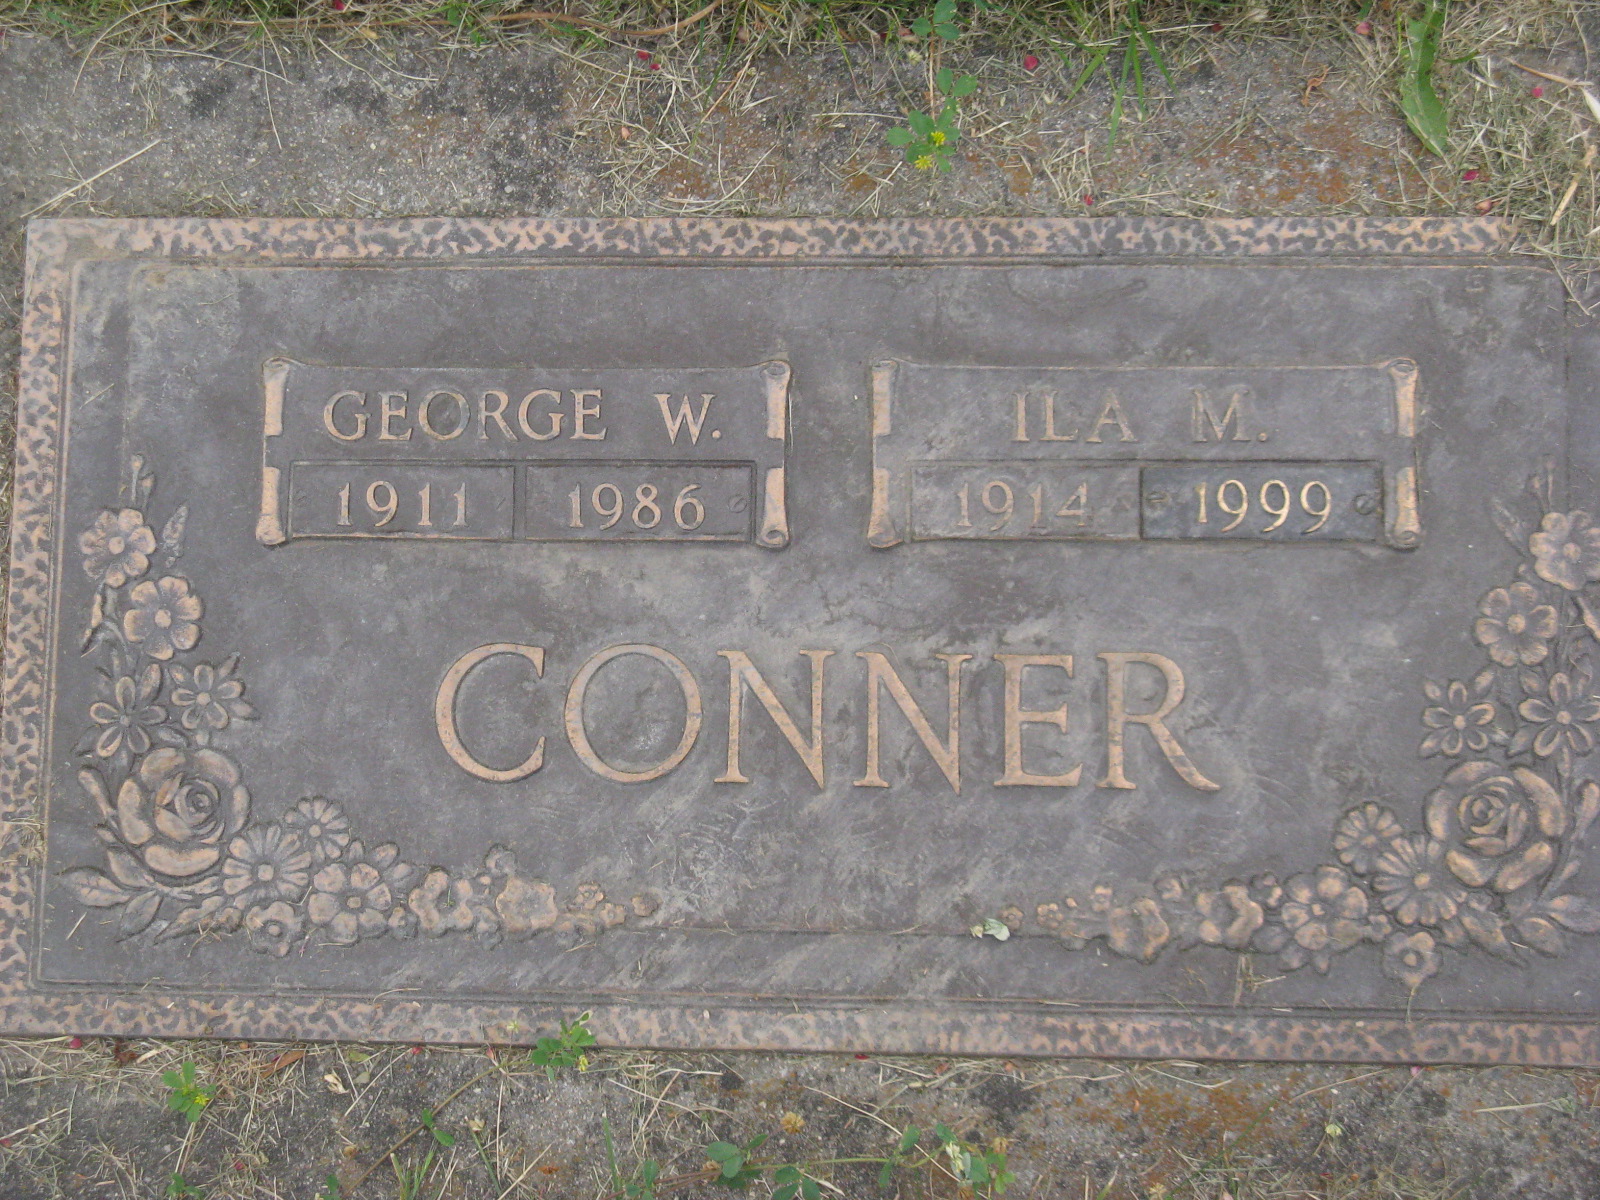 GEORGE W.
1911 1986
ILA M.
1914 1999
CONNER